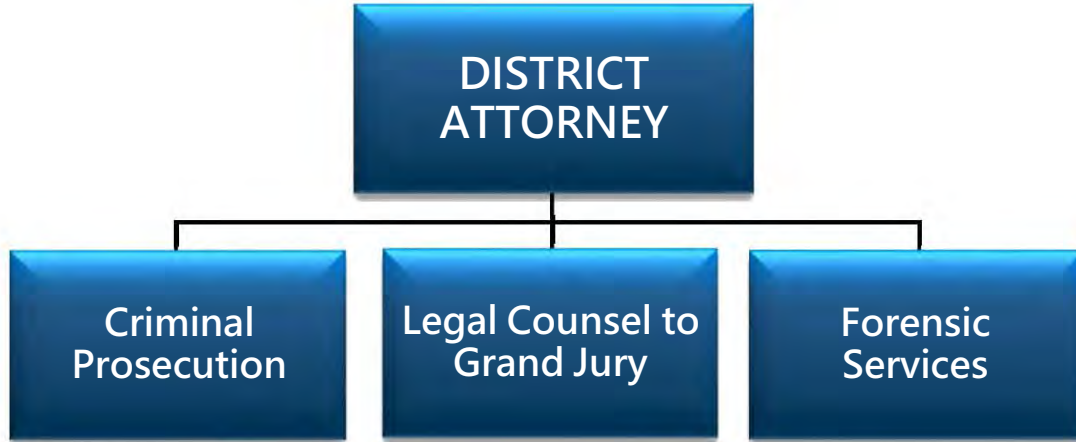 DISTRICT
ATTORNEY
Criminal
Prosecution
Legal Counsel to
Grand Jury
Forensic
Services